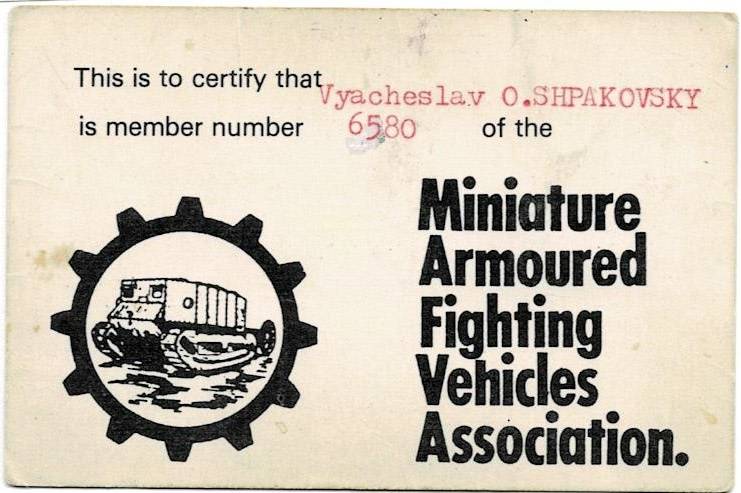 This is to certify that Vyacheslav O.SHPAKOVSKY
is member number 6580 of the
Miniature
Armoured
Fighting
Vehicles
Association.